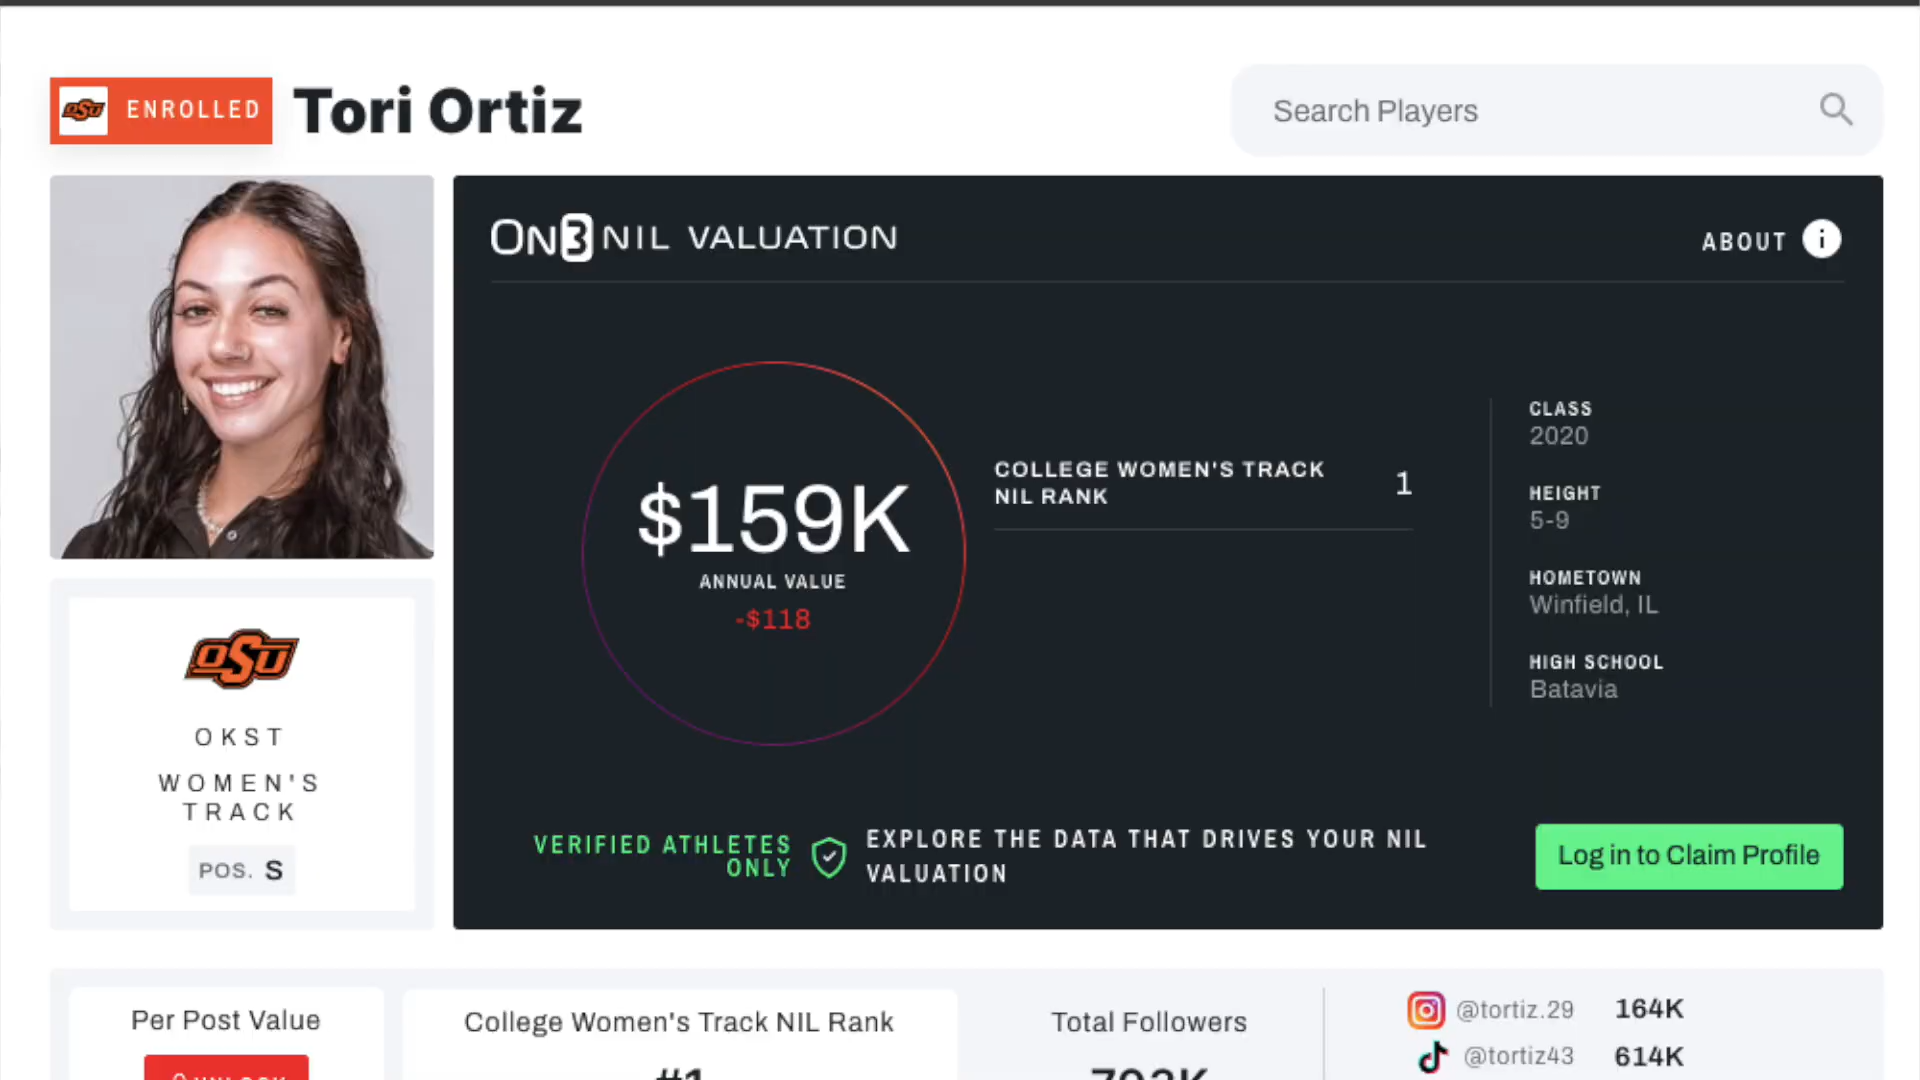 OSU ENROLLED Tori Ortiz
Search Players
ON3 NIL VALUATION
ABOUT i
$159K
ANNUAL VALUE
-$118
COLLEGE WOMEN'S TRACK
NIL RANK
1
CLASS
2020
HEIGHT
5-9
HOMETOWN
Winfield, IL
HIGH SCHOOL
Batavia
OSU
OKST
WOMEN'S
TRACK
POS. S
VERIFIED ATHLETES
ONLY
EXPLORE THE DATA THAT DRIVES YOUR NIL
VALUATION
Log in to Claim Profile
Per Post Value
College Women's Track NIL Rank
#1
Total Followers
@tortiz.29 164K
@tortiz43 614K